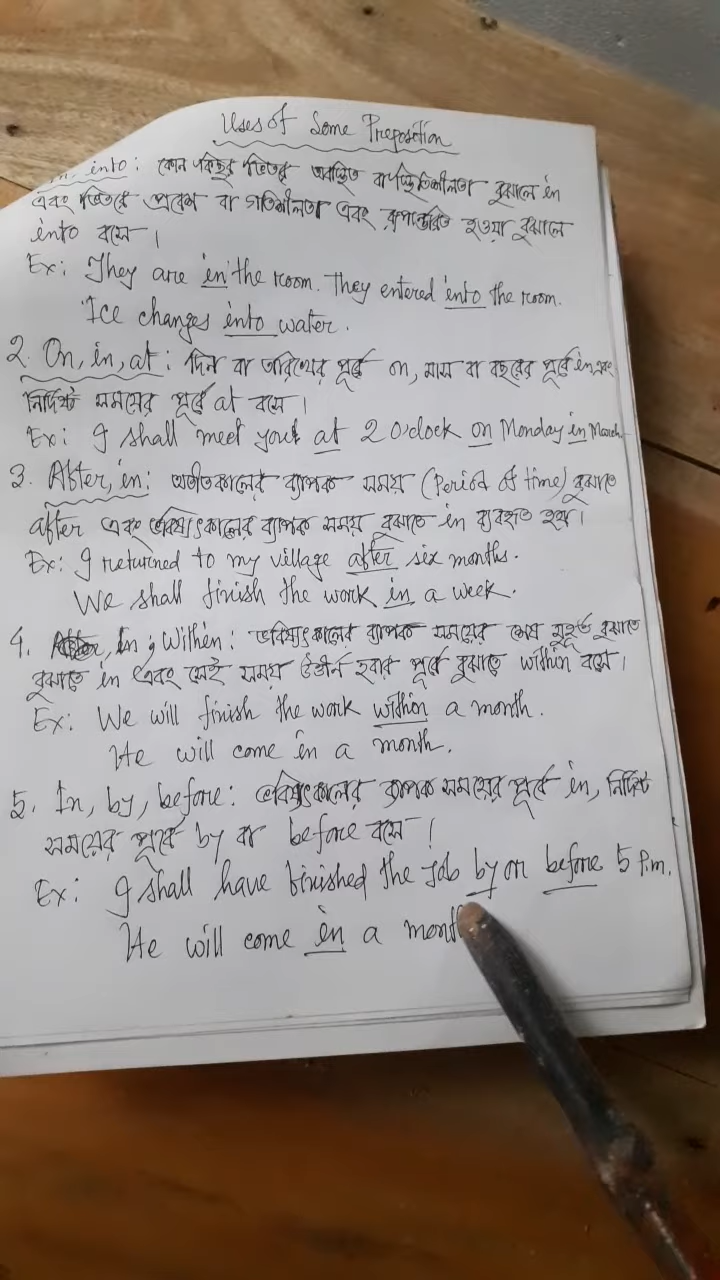 Uses of Some Preposition
in, into: কোন কিছুর ভিতরে অবস্থিত বা স্থিতিশীলতা বুঝালে in
এবং ভিতরে প্রবেশ বা গতিশীলতা এবং রূপান্তরিত হওয়া বুঝালে
into বসে।
Ex: They are in the room. They entered into the room.
Ice changes into water.
2. On, in, at: দিন বা তারিখের পূর্বে on, মাস বা বছরের পূর্বে in এবং
নির্দিষ্ট সময়ের পূর্বে at বসে।
Ex: I shall meet you at 2 O'clock on Monday in March
3. After, in: অতীতকালের ব্যাপক সময় (Period of time) বুঝাতে
after এবং ভবিষ্যৎকালের ব্যাপক সময় বুঝাতে in ব্যবহৃত হয়।
Ex: I returned to my village after six months.
We shall finish the work in a week.
4. In, Within: ভবিষ্যৎকালের ব্যাপক সময়ের শেষ মুহূর্ত বুঝাতে
বুঝাতে in এবং সেই সময় উত্তীর্ন হবার পূর্বে বুঝাতে within বসে।
Ex: We will finish the work within a month.
He will come in a month.
5. In, by, before: ভবিষ্যৎকালের ব্যাপক সময়ের পূর্বে in, নির্দিষ্ট
সময়ের পূর্বে by বা before বসে।
Ex: I shall have finished the job by or before 5 P.m.
He will come in a month